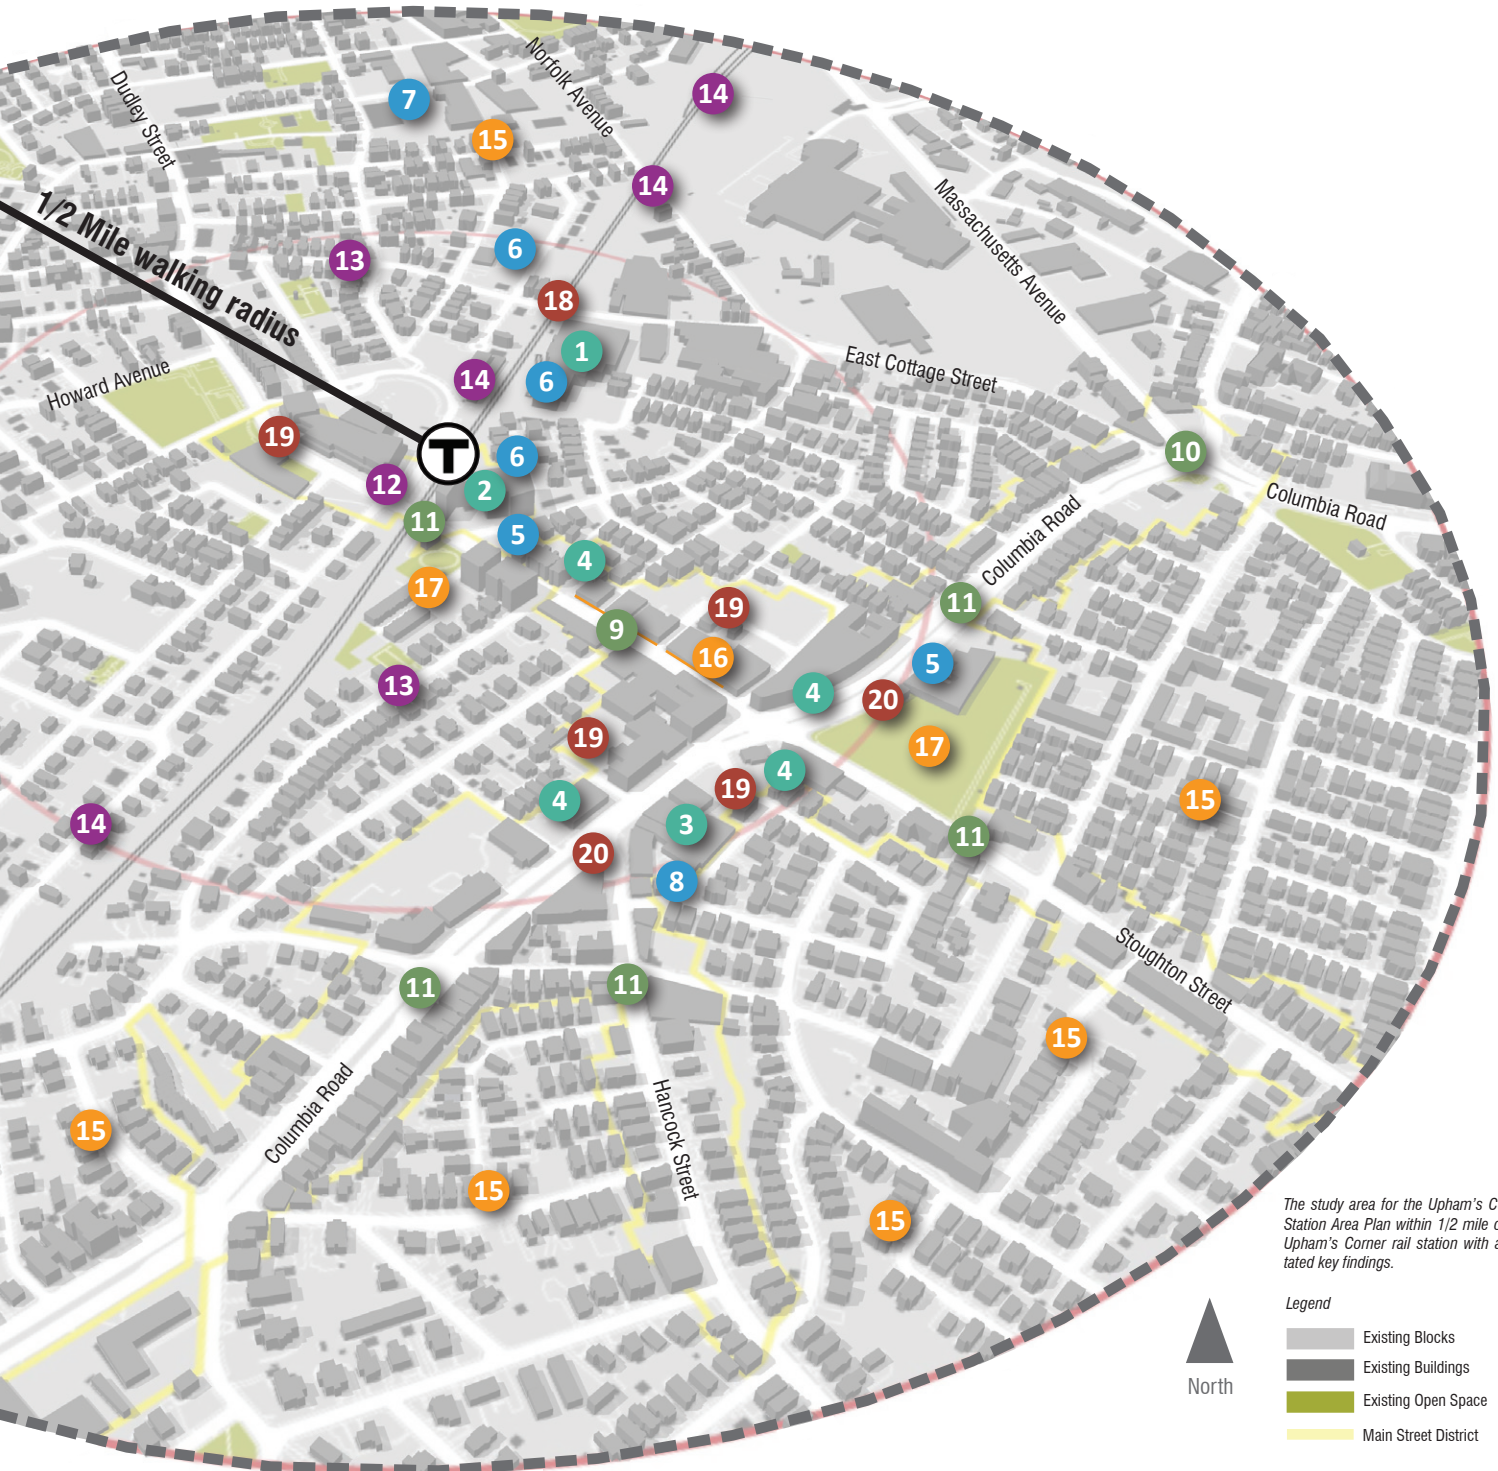 Norfolk Avenue
Dudley Street
7
14
15
14
Massachusetts Avenue
1/2 Mile walking radius
6
13
18
1
East Cottage Street
Howard Avenue
14
6
19
T
6
10
12
2
Columbia Road
11
5
Columbia Road
4
17
11
19
9
16
5
13
4
20
19
17
4
19
4
15
14
3
11
20
8
Stoughton Street
11
11
15
Columbia Road
Hancock Street
15
15
15
The study area for the Upham's C
Station Area Plan within 1/2 mile
Upham's Corner rail station with a
tated key findings.
Legend
North
Existing Blocks
Existing Buildings
Existing Open Space
Main Street District